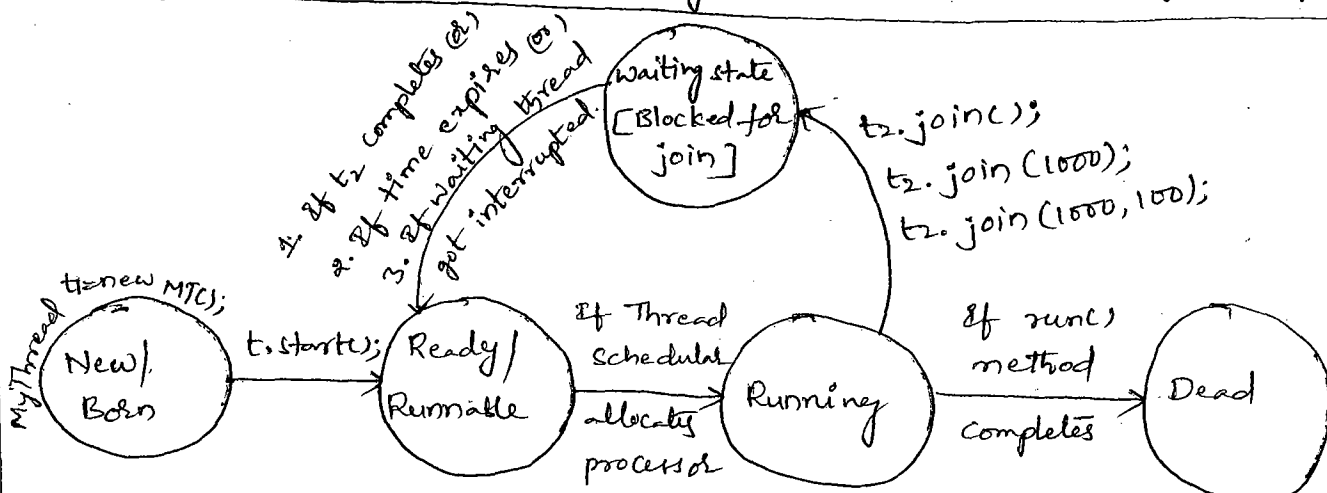 1. If t2 completes (or)
2. If time expires (or)
3. If waiting thread
got interrupted.
Waiting state
[Blocked for
join]
t2.join();
t2.join(1000);
t2.join(1000,100);
MyThread t1=new MT();
New/
Born
t1.start();
Ready/
Runnable
If Thread
schedular
allocates
processor
Running
If run()
method
completes
Dead